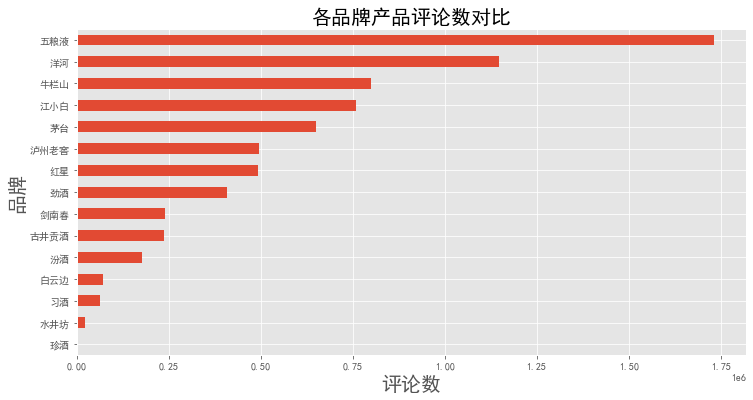 各品牌产品评论数对比
品牌
五粮液
洋河
牛栏山
江小白
茅台
泸州老窖
红星
劲酒
剑南春
古井贡酒
汾酒
白云边
习酒
水井坊
珍酒
0.00 0.25 0.50 0.75 1.00 1.25 1.50 1.75
1e6
评论数